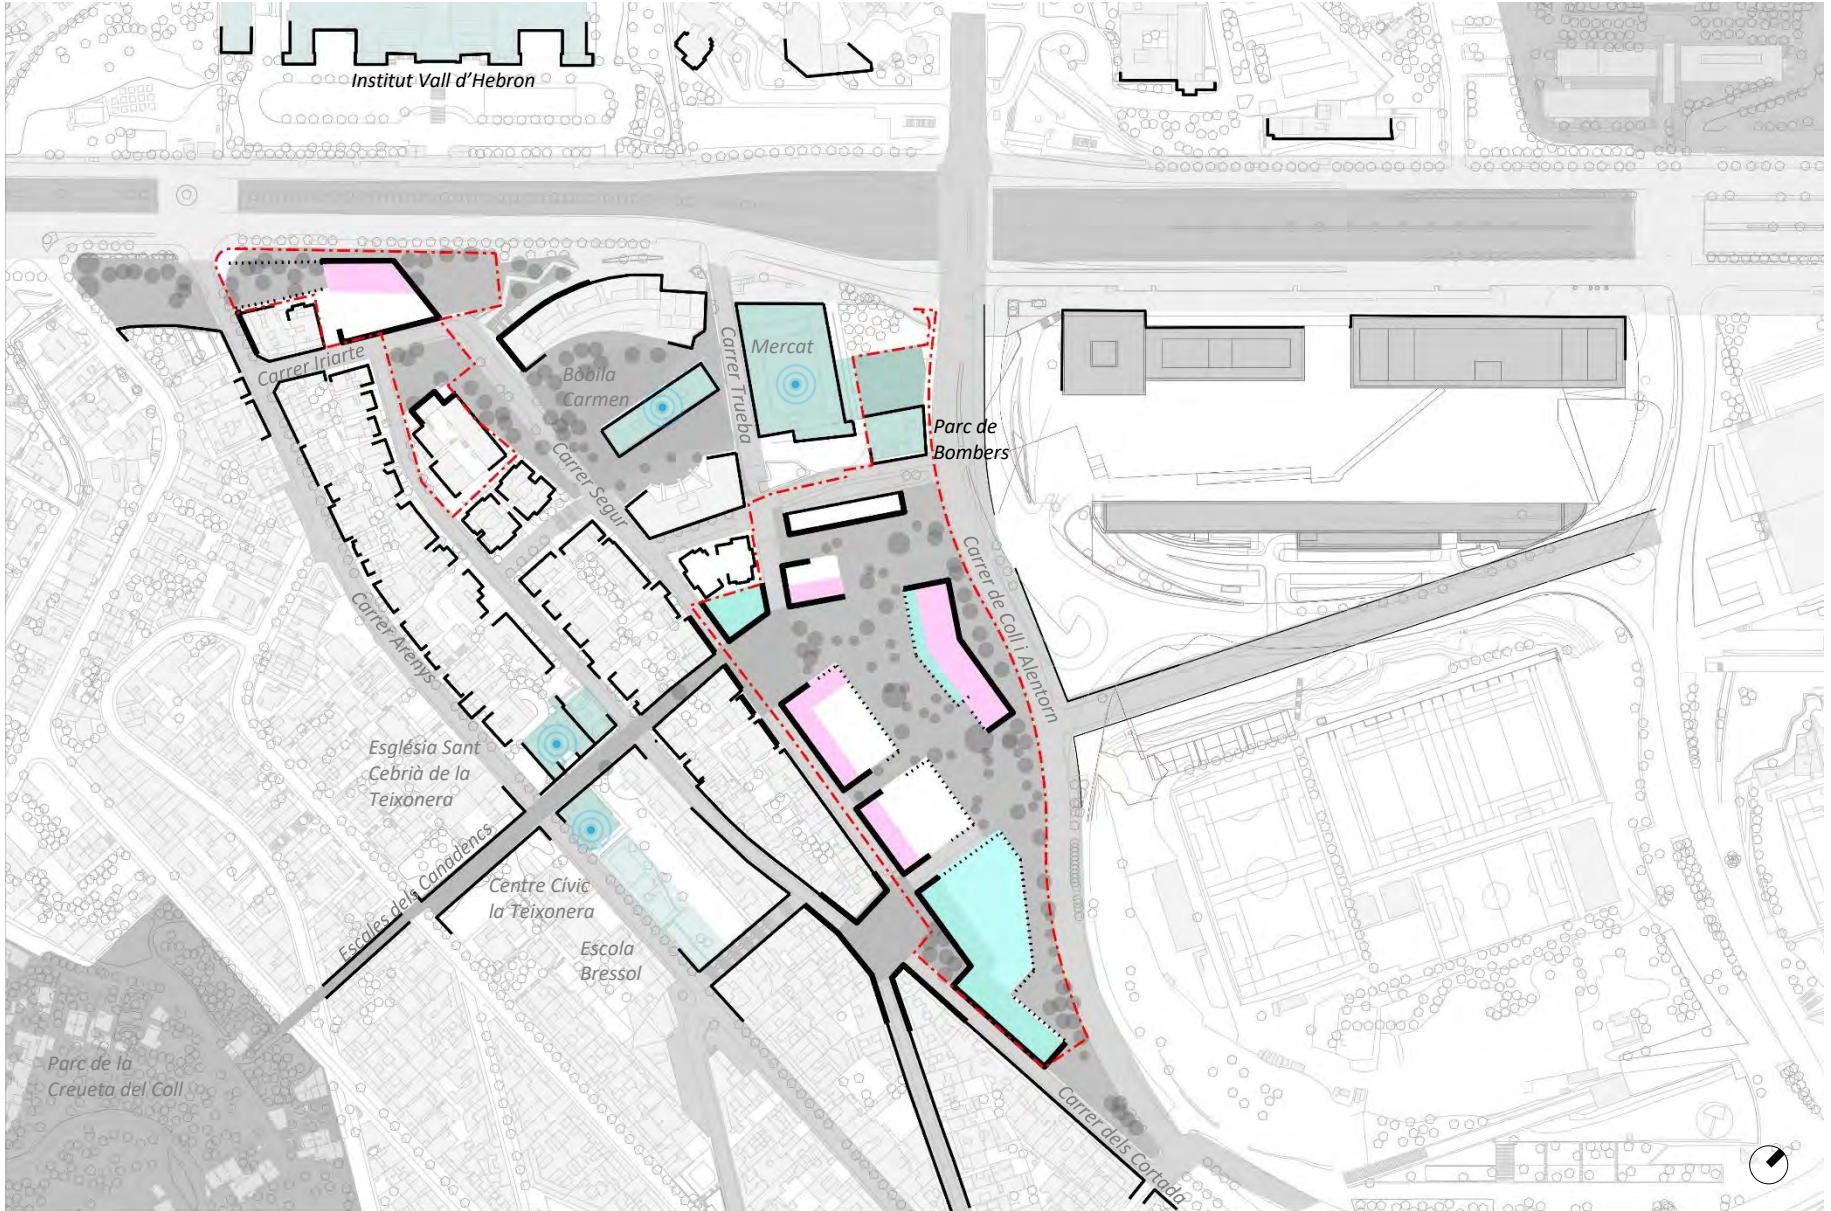 Institut Vall d'Hebron
Carrer Iriarte
Bòbila
Carmen
Carrer Trueba
Mercat
Parc de
Bombers
Carrer Segur
Carrer de Coll i Alentorn
Carrer Arenys
Església Sant
Cebrià de la
Teixonera
Escales dels Canadencs
Centre Cívic
la Teixonera
Escola
Bressol
Parc de la
Creueta del Coll
Carrer dels Cortada